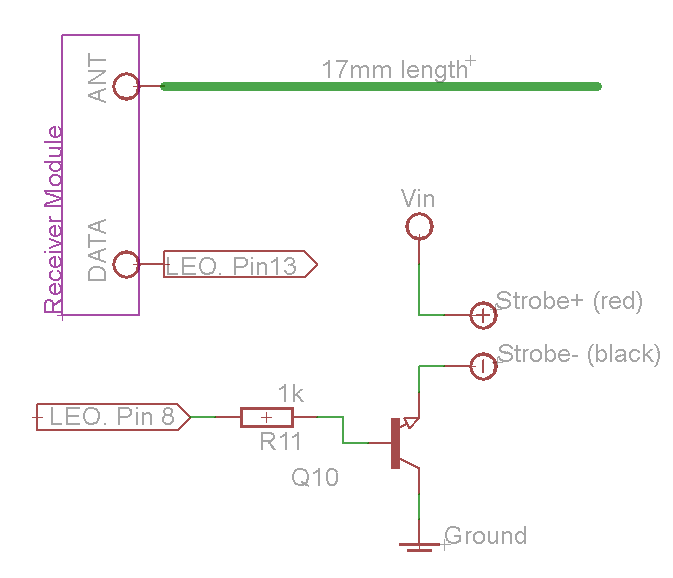 17mm length
ANT
Receiver Module
DATA
LEO. Pin13
Vin
Strobe+ (red)
Strobe- (black)
LEO. Pin 8
1k
R11
Q10
Ground